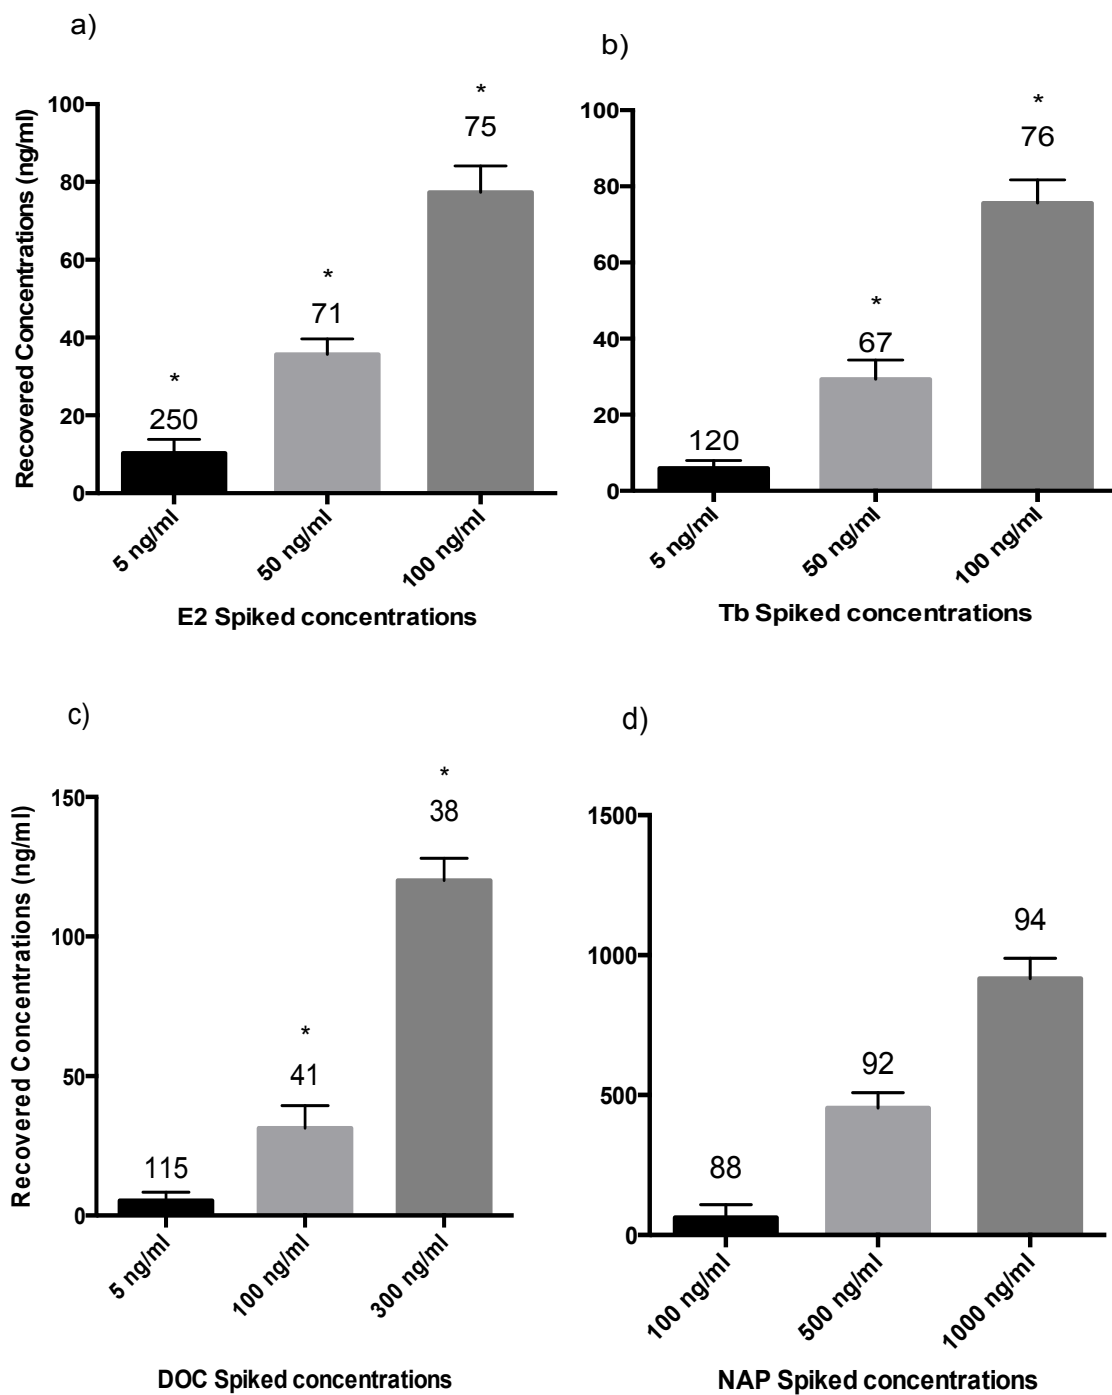 a)
Recovered Concentrations (ng/ml)
100
80
60
40
20
0
*
250
*
71
*
75
5 ng/ml
50 ng/ml
100 ng/ml
E2 Spiked concentrations
b)
100
80
60
40
20
0
120
*
67
*
76
5 ng/ml
50 ng/ml
100 ng/ml
Tb Spiked concentrations
c)
Recovered Concentrations (ng/ml)
150
100
50
0
115
*
41
*
38
5 ng/ml
100 ng/ml
300 ng/ml
DOC Spiked concentrations
d)
1500
1000
500
0
88
92
94
100 ng/ml
500 ng/ml
1000 ng/ml
NAP Spiked concentrations